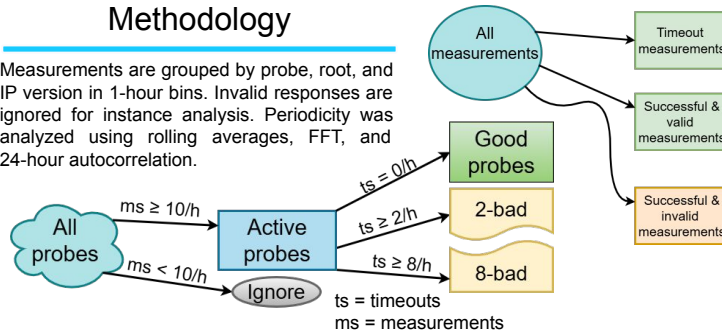 Methodology
Measurements are grouped by probe, root, and
IP version in 1-hour bins. Invalid responses are
ignored for instance analysis. Periodicity was
analyzed using rolling averages, FFT, and
24-hour autocorrelation.
All
measurements
Timeout
measurements
Successful &
valid
measurements
Successful &
invalid
measurements
All
probes
ms ≥ 10/h
ms < 10/h
Active
probes
Ignore
ts = 0/h
ts ≥ 2/h
ts ≥ 8/h
Good
probes
2-bad
8-bad
ts = timeouts
ms = measurements